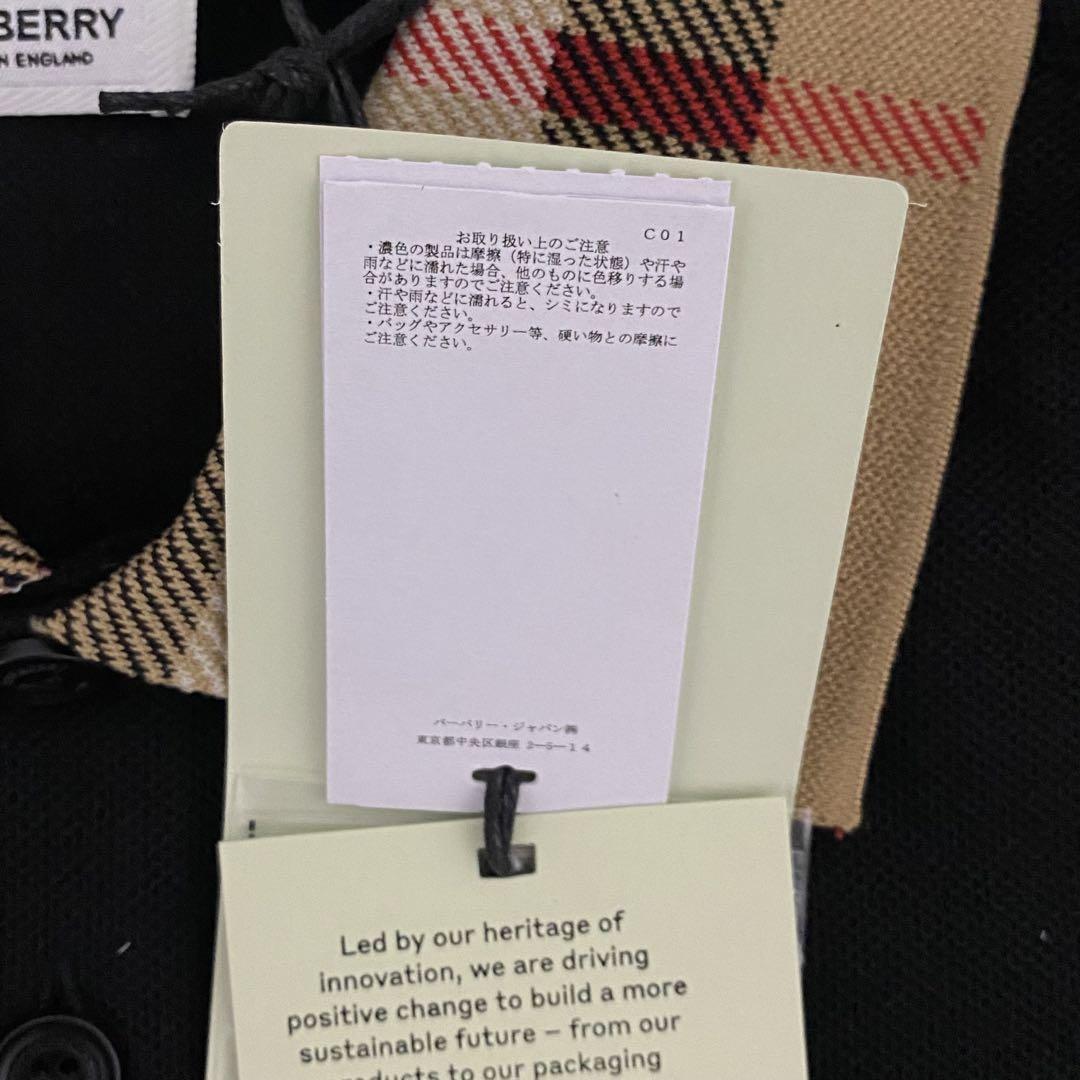 BERRY
N ENGLAND
お取り扱い上のご注意 C01
・濃色の製品は摩擦（特に湿った状態）や汗や
雨などに濡れた場合、他のものに色移りする場
合がありますのでご注意ください。
・汗や雨などに濡れると、シミになりますので
ご注意ください。
・バッグやアクセサリー等、硬い物との摩擦に
ご注意ください。
バーバリー・ジャパン㈱
東京都中央区銀座 2−5−14
Led by our heritage of
innovation, we are driving
positive change to build a more
sustainable future – from our
products to our packaging